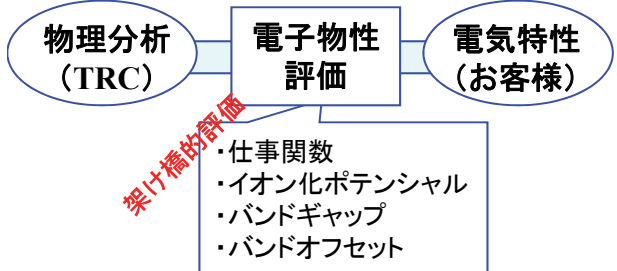 物理分析
（TRC）
電子物性
評価
電気特性
（お客様）
架け橋的評価
・仕事関数
・イオン化ポテンシャル
・バンドギャップ
・バンドオフセット